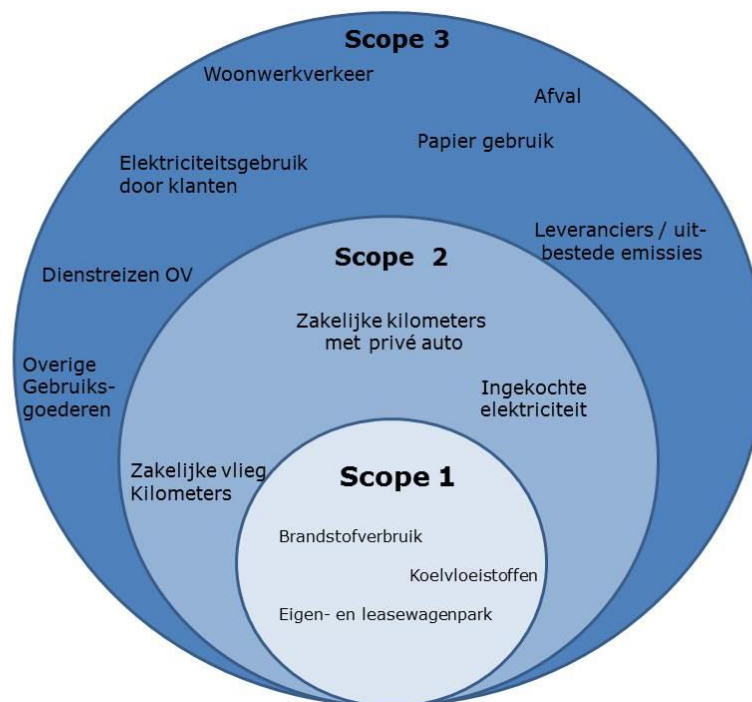 Scope 3
Woonwerkverkeer
Afval
Papier gebruik
Elektriciteitsgebruik
door klanten
Leveranciers / uit-
bestede emissies
Dienstreizen OV
Overige
Gebruiks-
goederen
Scope 2
Zakelijke kilometers
met privé auto
Ingekochte
elektriciteit
Zakelijke vlieg
Kilometers
Scope 1
Brandstofverbruik
Koelvloeistoffen
Eigen- en leasewagenpark